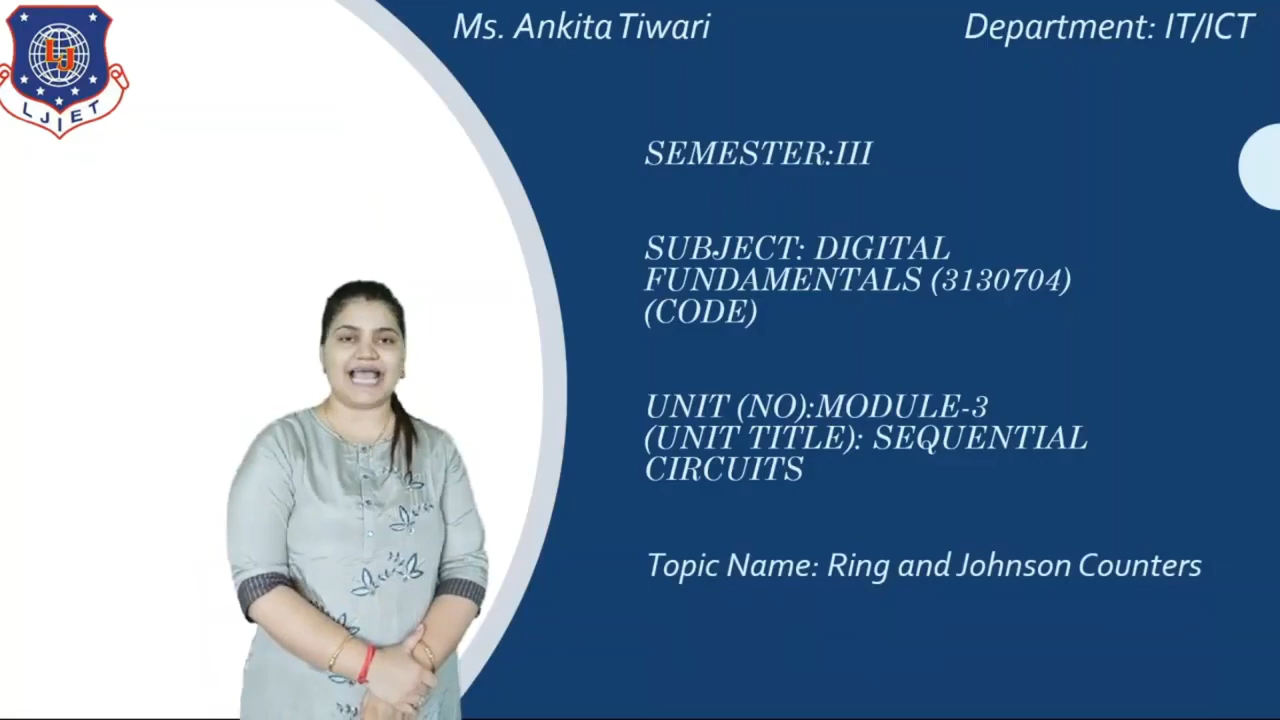 LJ
LJIET
Ms. Ankita Tiwari
Department: IT/ICT
SEMESTER:III
SUBJECT: DIGITAL
FUNDAMENTALS (3130704)
(CODE)
UNIT (NO):MODULE-3
(UNIT TITLE): SEQUENTIAL
CIRCUITS
Topic Name: Ring and Johnson Counters